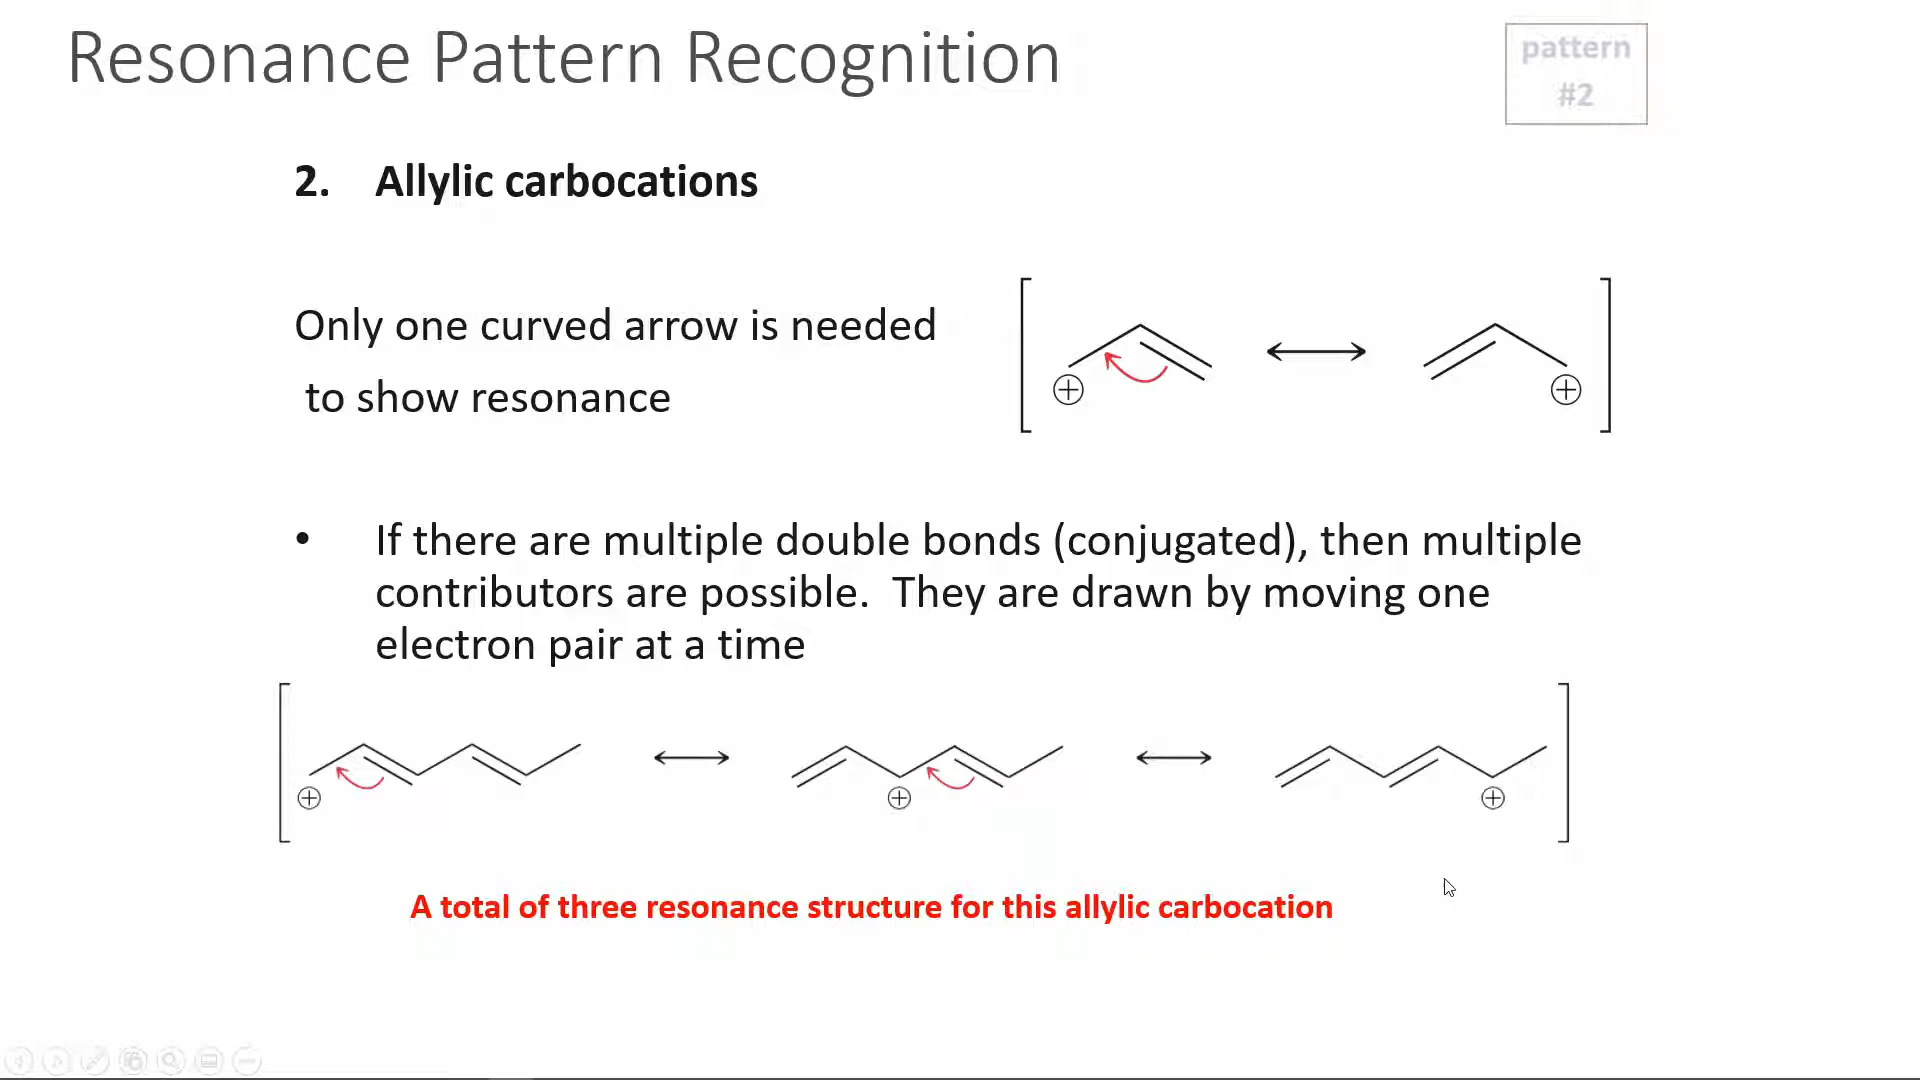 Resonance Pattern Recognition
pattern
#2
2. Allylic carbocations
Only one curved arrow is needed
to show resonance
• If there are multiple double bonds (conjugated), then multiple
contributors are possible. They are drawn by moving one
electron pair at a time
A total of three resonance structure for this allylic carbocation